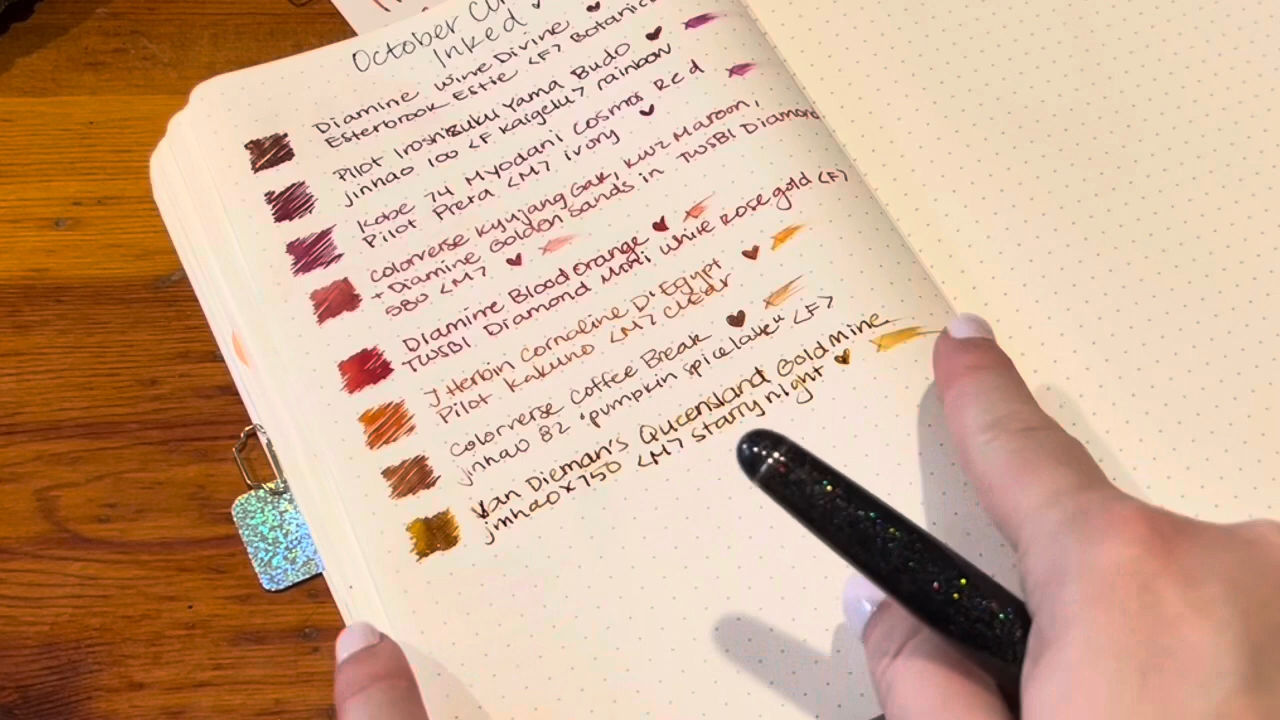 October Cu
Inked
Diamine Wine Divine
Esterbrook Estie <F> Botanic
Pilot Iroshizuku Yama Budo
Jinhao 100 <F Kaigelu> rainbow
Kobe 74 Myodani Cosmos Red
Pilot Prera <M> ivory
Colorverse Kyujang Gak, KWZ Maroon,
+ Diamine Golden Sands in TWSBI Diamond
580 <M>
Diamine Blood Orange
TWSBI Diamond Mini White Rosegold <F>
J Herbin Cornaline D'Egypt
Pilot Kakuno <M> clear
Colorverse Coffee Break
Jinhao 82 "pumpkin spice latte" <F>
Van Dieman's Queensland Gold Mine
jinhao x750 <M> starry night